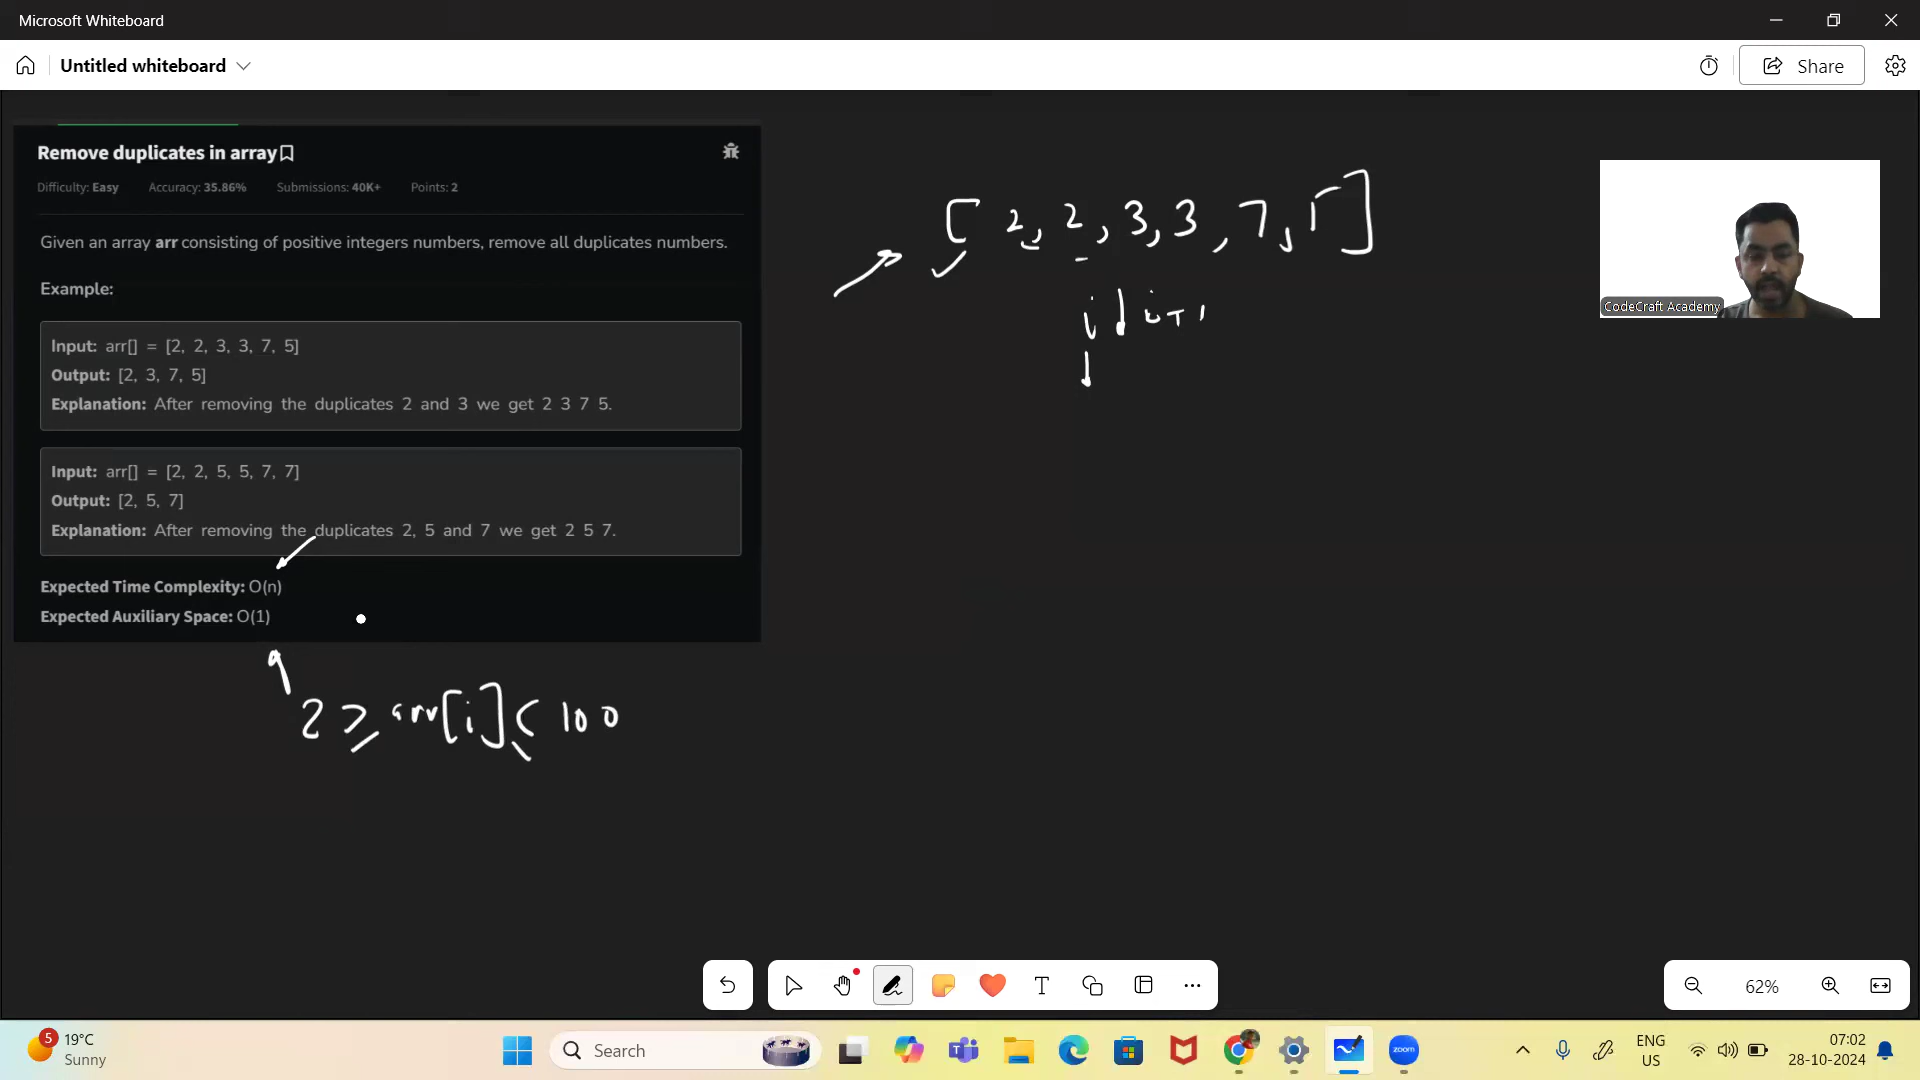 Microsoft Whiteboard
Untitled whiteboard
Share
Remove duplicates in array
Difficulty: Easy Accuracy: 35.86% Submissions: 40K+ Points: 2
Given an array arr consisting of positive integers numbers, remove all duplicates numbers.
Example:
Input: arr[] = [2, 2, 3, 3, 7, 5]
Output: [2, 3, 7, 5]
Explanation: After removing the duplicates 2 and 3 we get 2 3 7 5.
Input: arr[] = [2, 2, 5, 5, 7, 7]
Output: [2, 5, 7]
Explanation: After removing the duplicates 2, 5 and 7 we get 2 5 7.
Expected Time Complexity: O(n)
Expected Auxiliary Space: O(1)
2 ≥ arr[i] ≤ 100
[ 2, 2, 3, 3, 7, 5]
i i+1
CodeCraft Academy
62%
5
19°C
Sunny
Search
zoom
ENG
US
07:02
28-10-2024